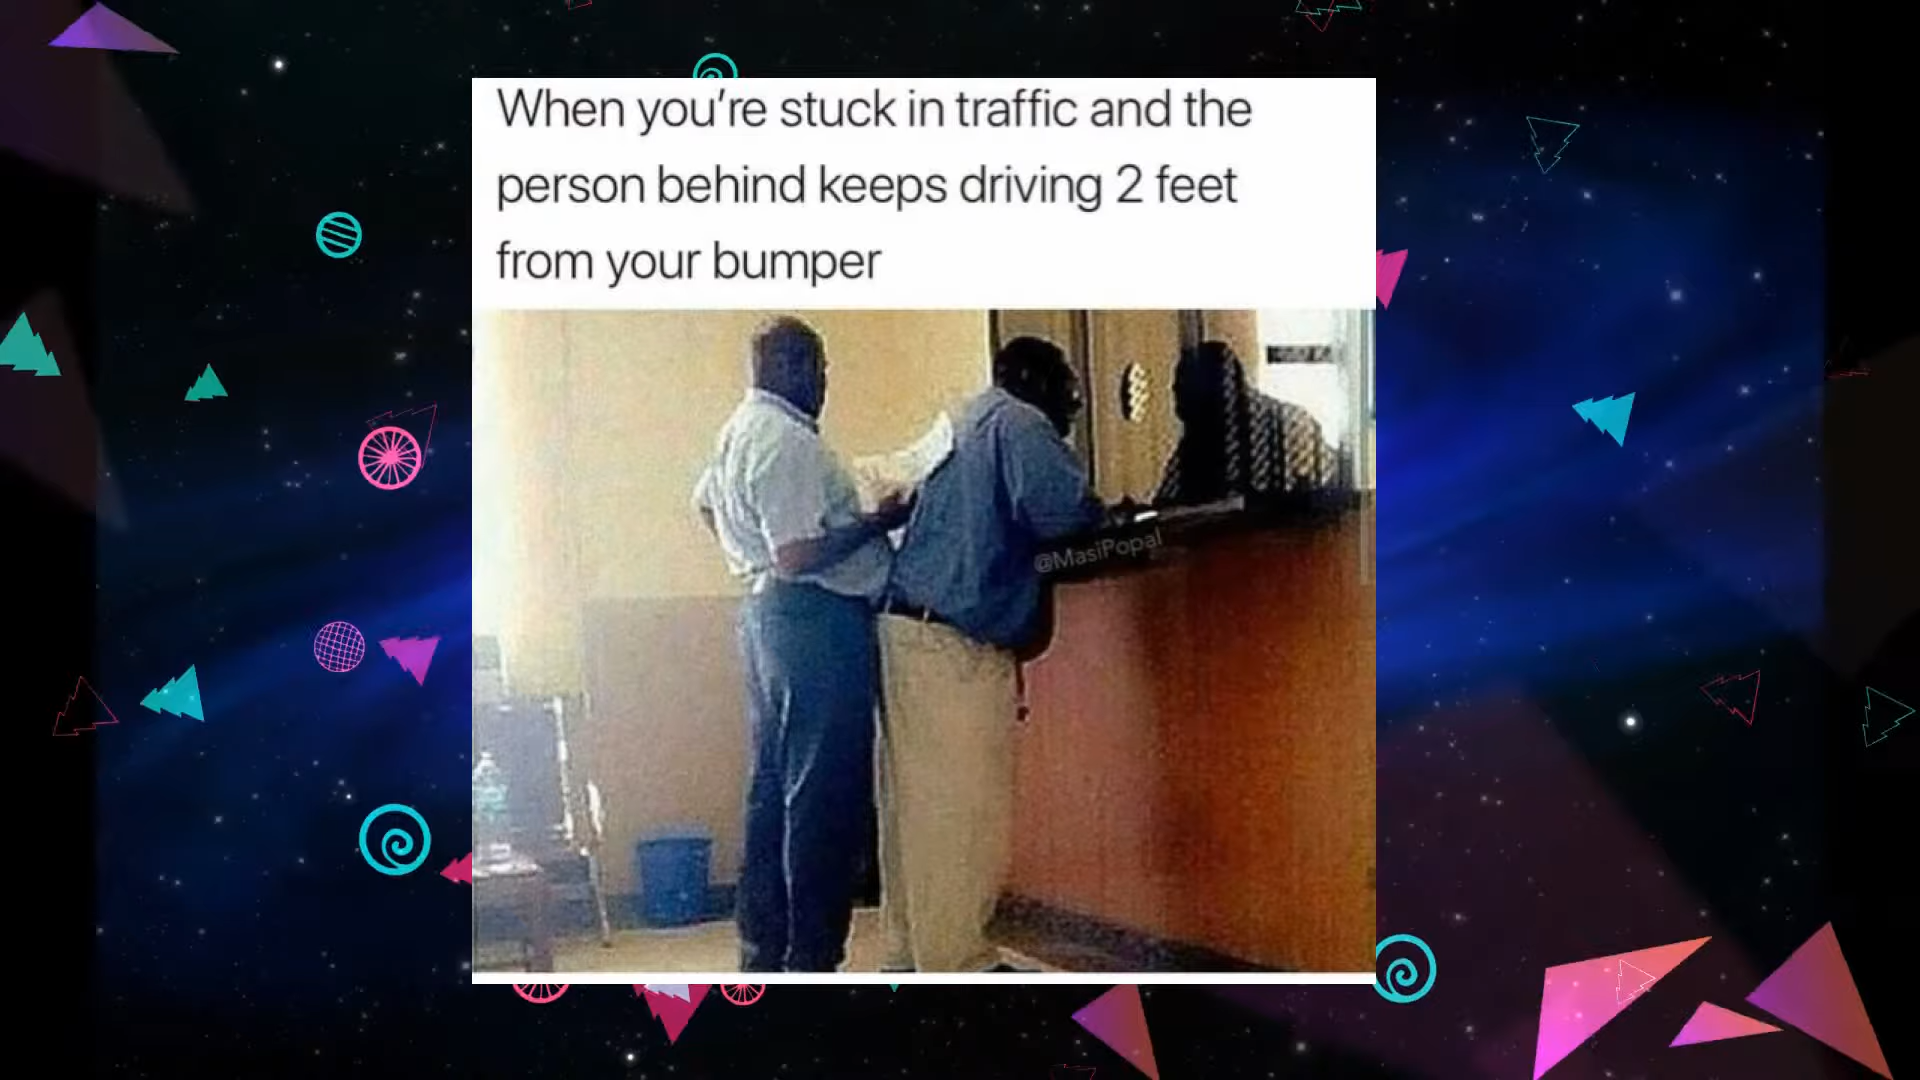 When you're stuck in traffic and the
person behind keeps driving 2 feet
from your bumper
@MasiPopal